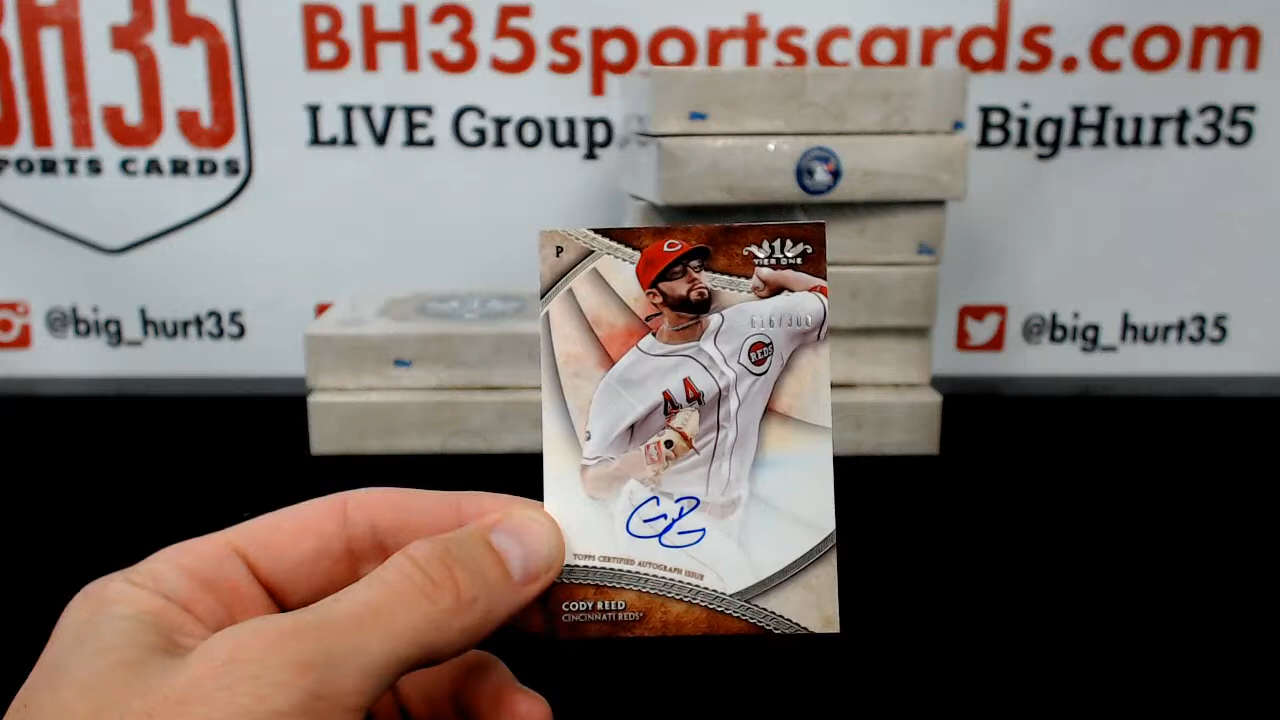 BH35
PORTS CARDS
BH35sportscards.com
LIVE Group
BigHurt35
@big_hurt35
@big_hurt35
P
1
TIER ONE
REDS
44
TOPPS CERTIFIED AUTOGRAPH ISSUE
CODY REED
CINCINNATI REDS